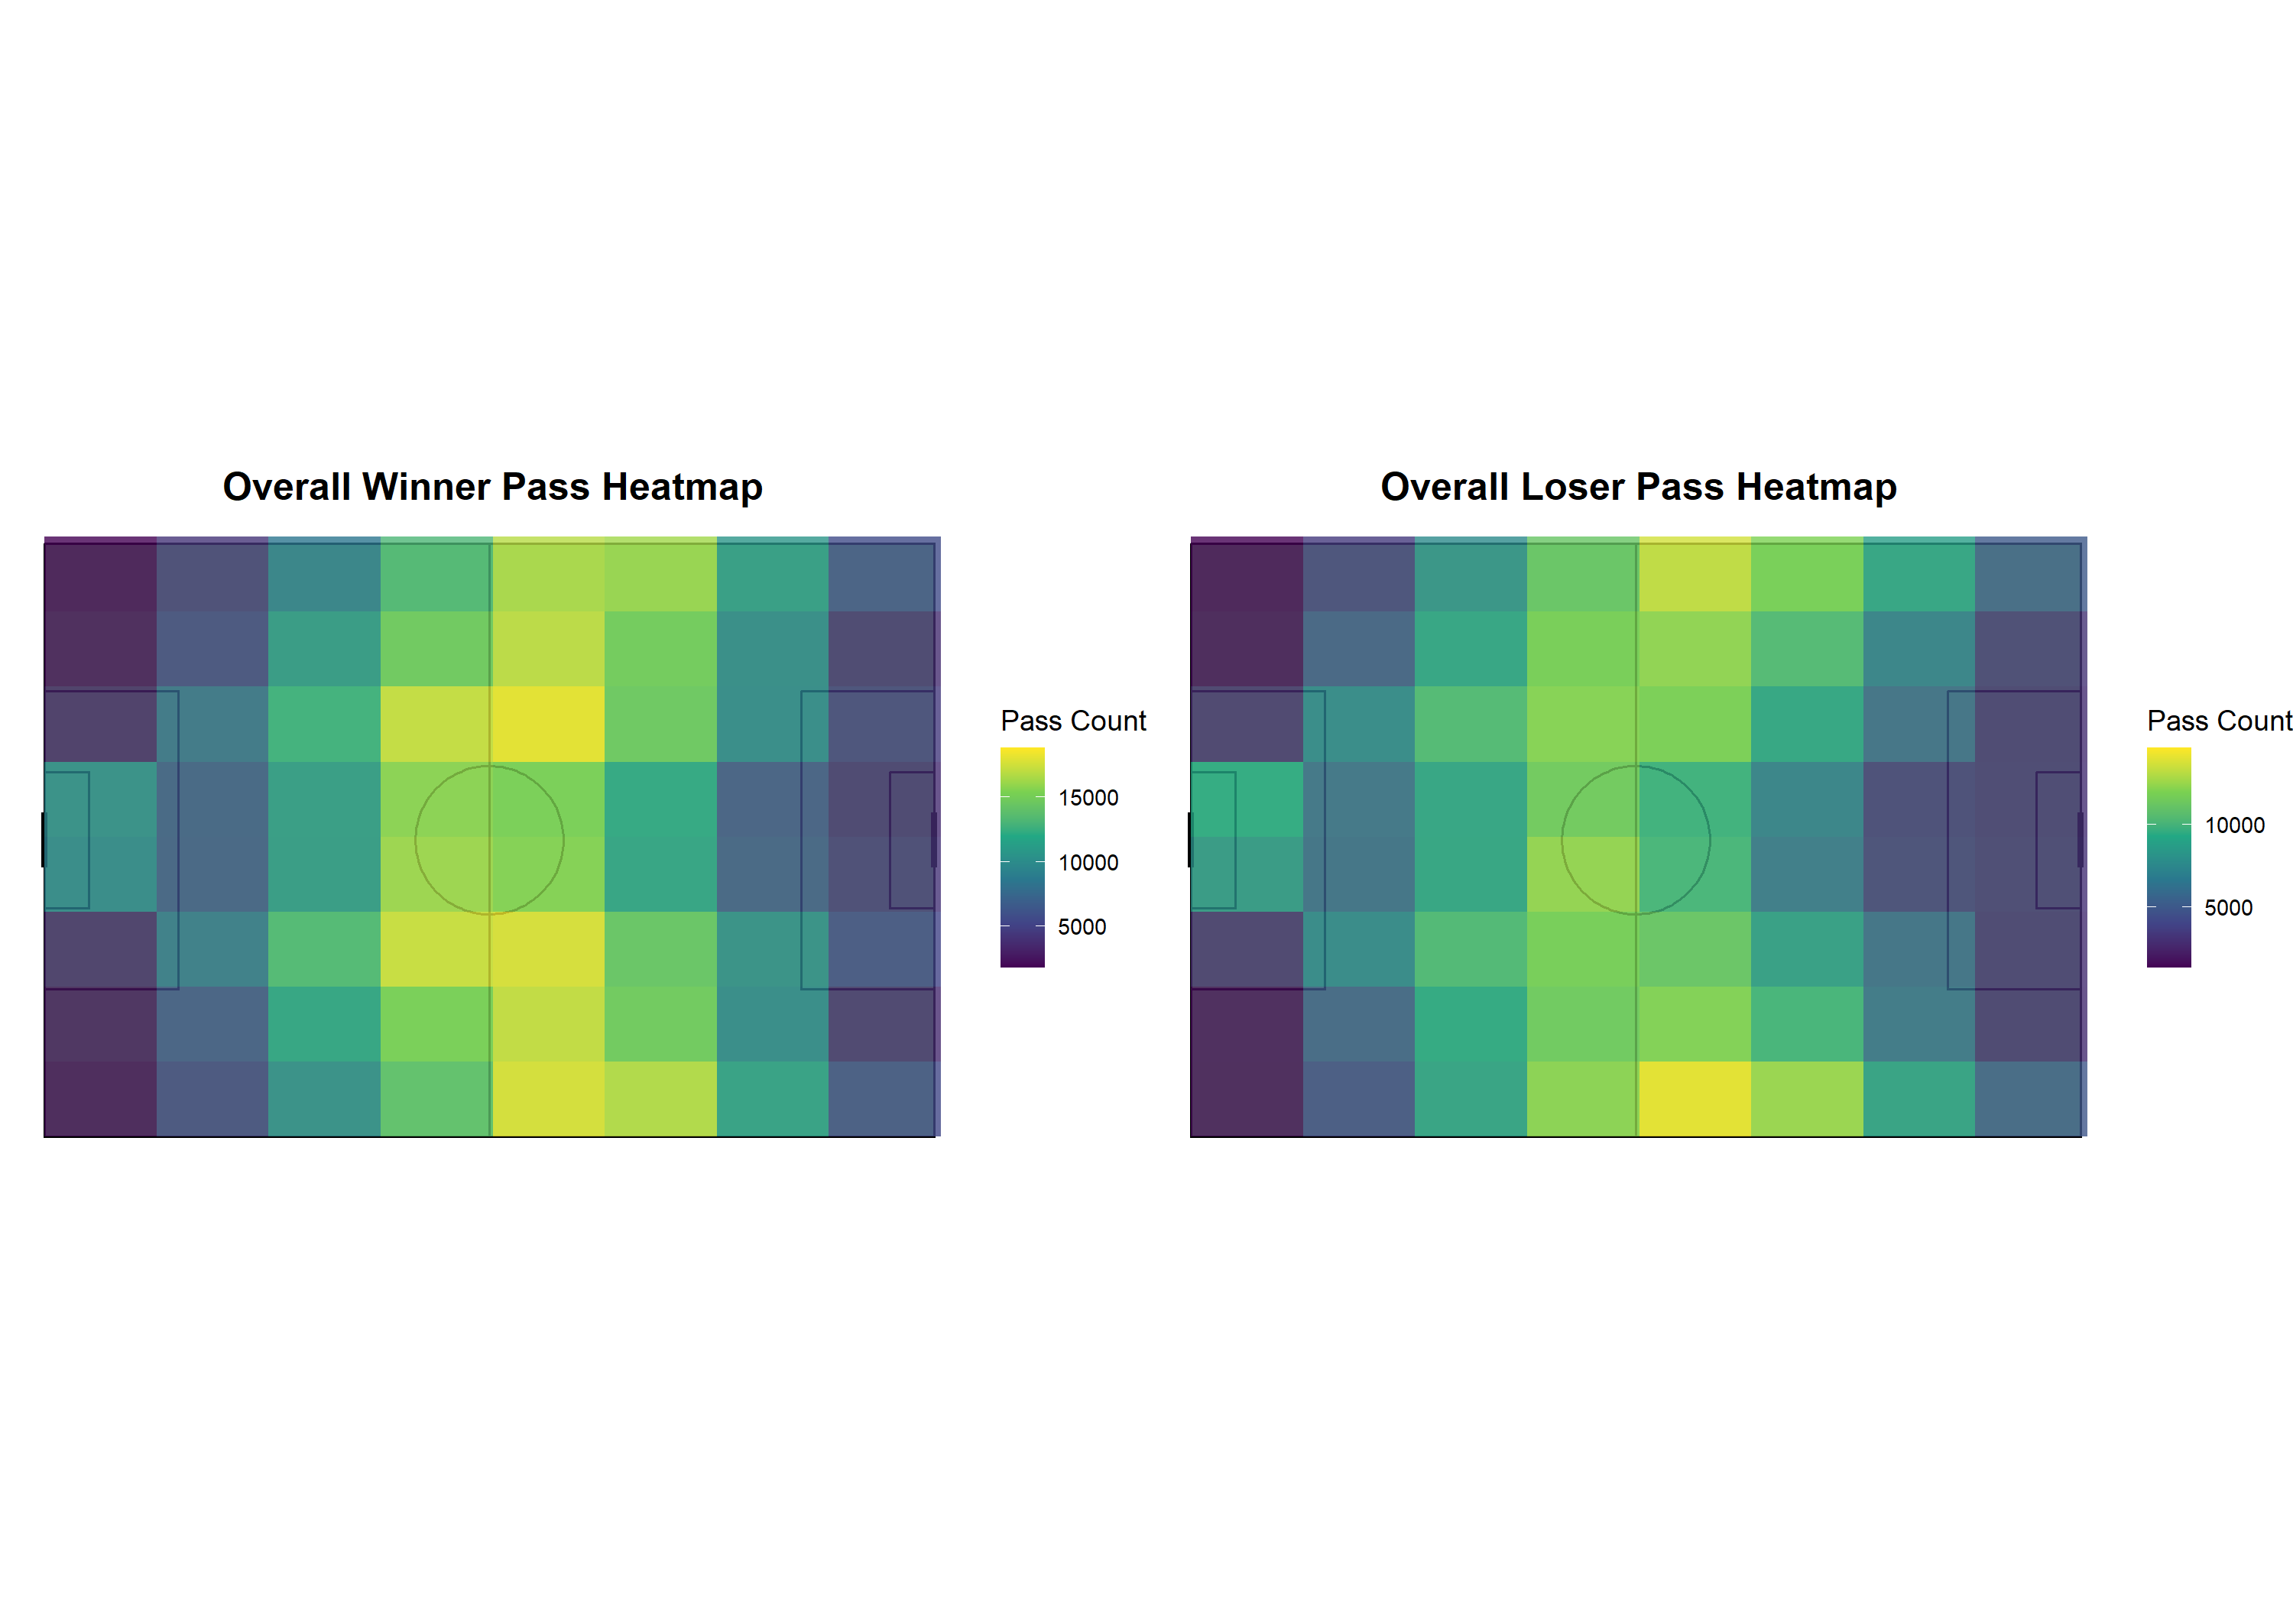 Overall Winner Pass Heatmap
Pass Count
15000
10000
5000
Overall Loser Pass Heatmap
Pass Count
10000
5000